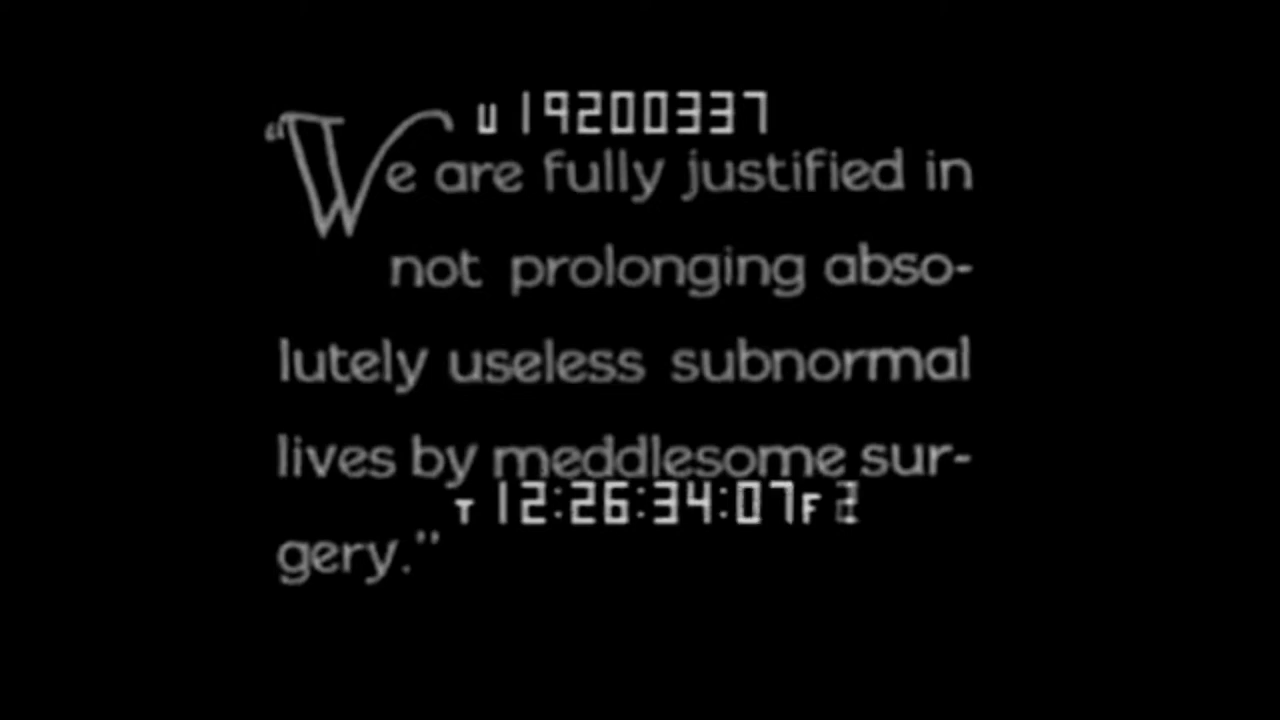 U 19200337
“We are fully justified in
not prolonging abso-
lutely useless subnormal
lives by meddlesome sur-
T 12:26:34:07F
gery.”